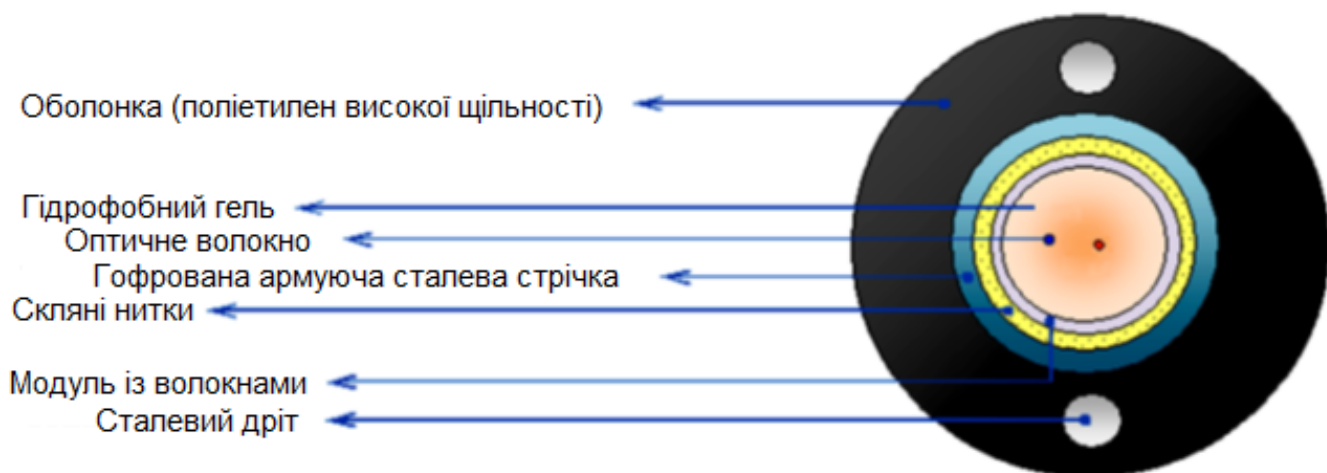 Оболонка (поліетилен високої щільності)
Гідрофобний гель
Оптичне волокно
Гофрована армуюча сталева стрічка
Скляні нитки
Модуль із волокнами
Сталевий дріт